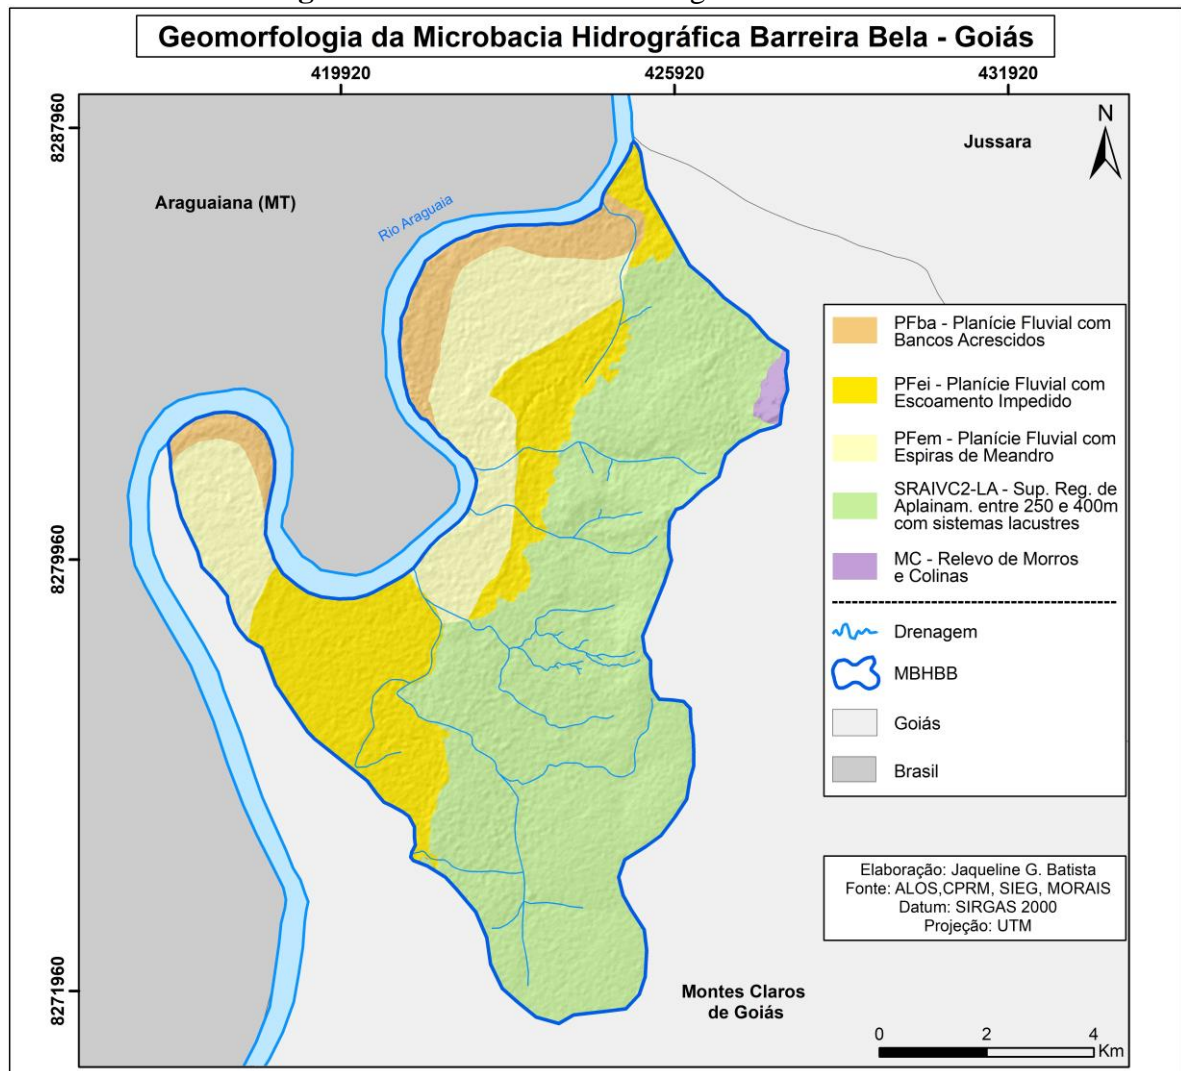 Geomorfologia da Microbacia Hidrográfica Barreira Bela - Goiás
419920
425920
431920
8287960
8279960
8271960
N
Jussara
Araguaiana (MT)
Rio Araguaia
PFba - Planície Fluvial com
Bancos Acrescidos
PFei - Planície Fluvial com
Escoamento Impedido
PFem - Planície Fluvial com
Espiras de Meandro
SRAIVC2-LA - Sup. Reg. de
Aplainam. entre 250 e 400m
com sistemas lacustres
MC - Relevo de Morros
e Colinas
Drenagem
MBHBB
Goiás
Brasil
Elaboração: Jaqueline G. Batista
Fonte: ALOS,CPRM, SIEG, MORAIS
Datum: SIRGAS 2000
Projeção: UTM
Montes Claros
de Goiás
0 2 4
Km